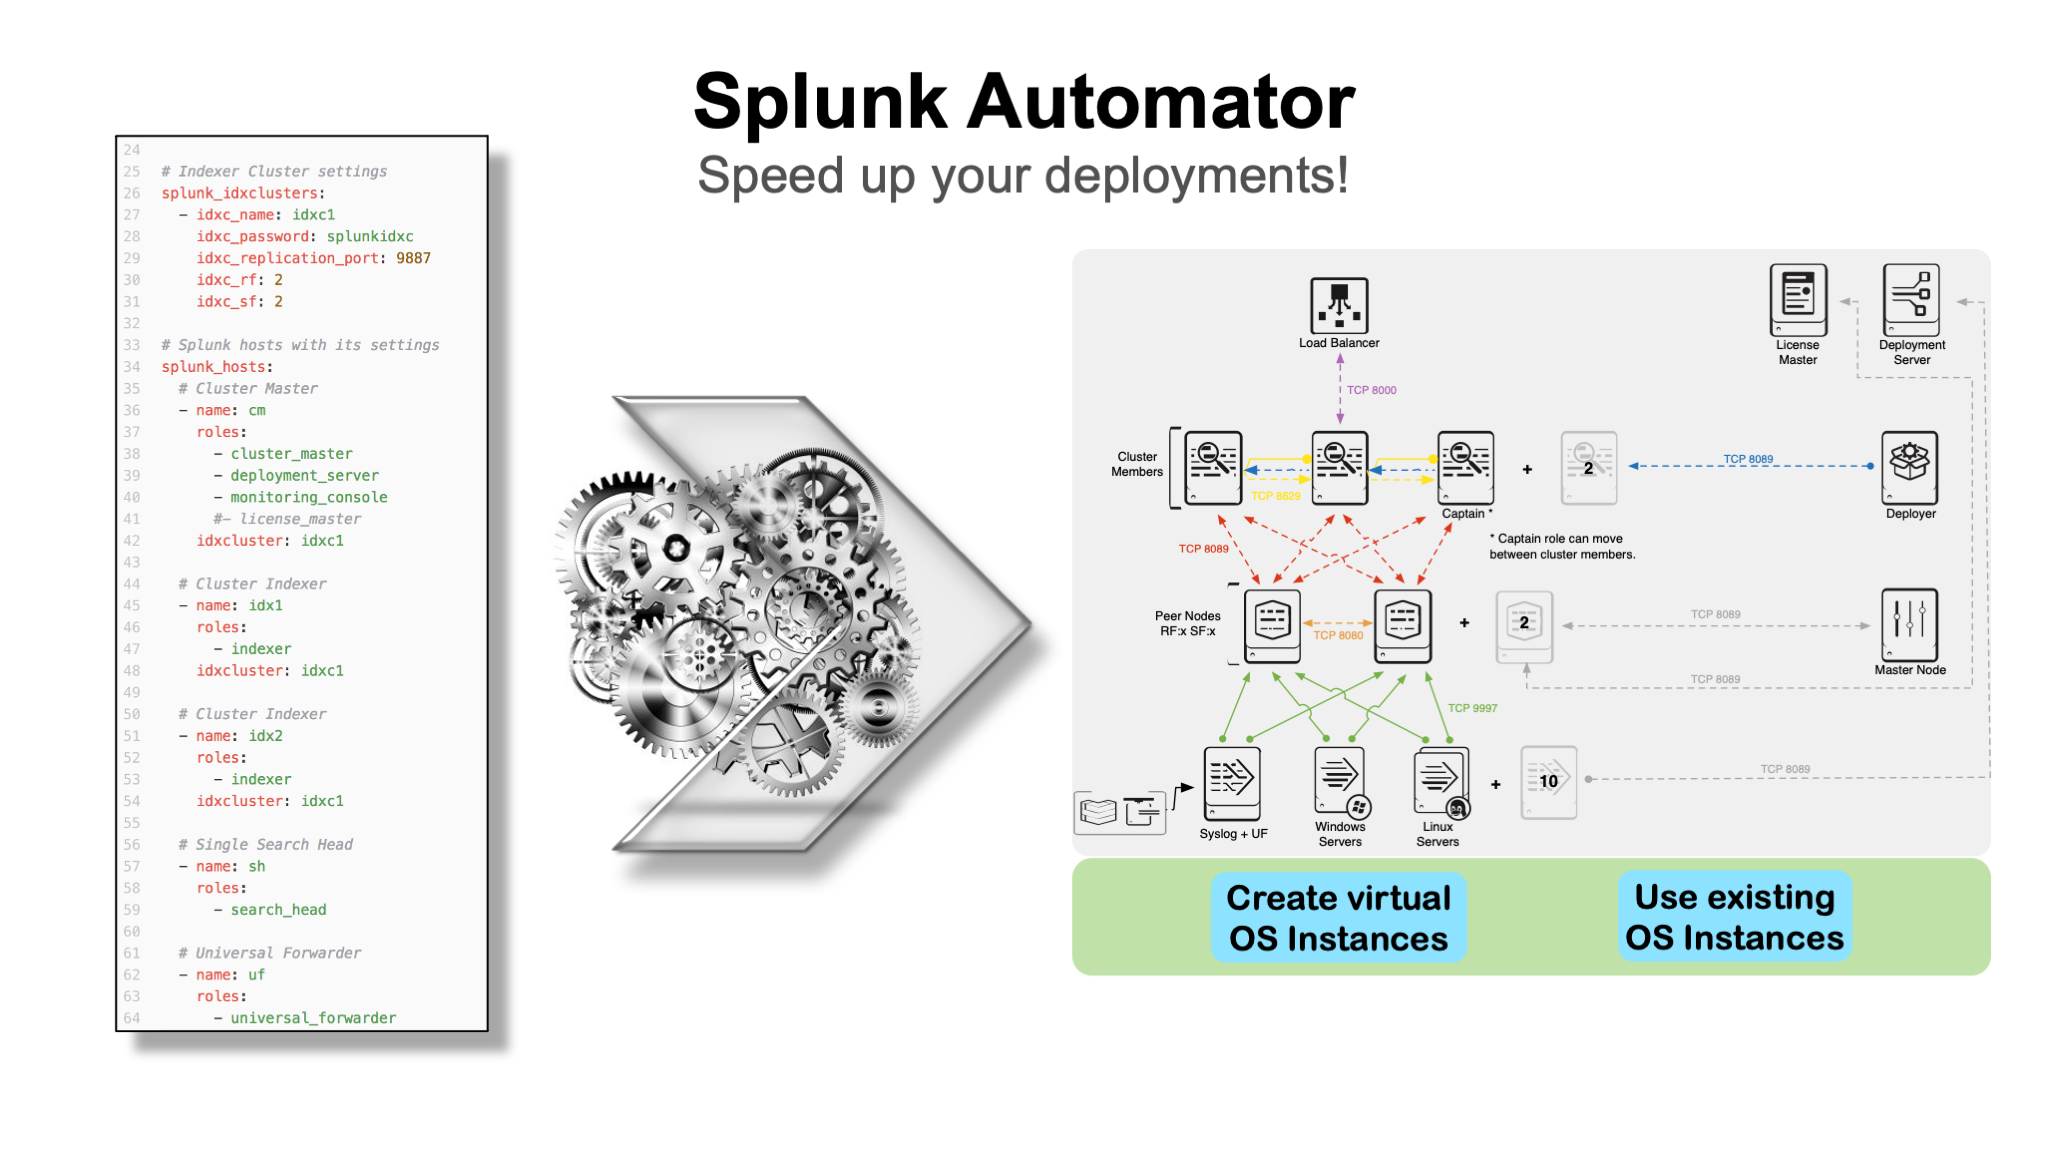 Splunk Automator
Speed up your deployments!
24
25 # Indexer Cluster settings
26 splunk_idxclusters:
27 - idxc_name: idxc1
28 idxc_password: splunkidxc
29 idxc_replication_port: 9887
30 idxc_rf: 2
31 idxc_sf: 2
32
33 # Splunk hosts with its settings
34 splunk_hosts:
35 # Cluster Master
36 - name: cm
37 roles:
38 - cluster_master
39 - deployment_server
40 - monitoring_console
41 #- license_master
42 idxcluster: idxc1
43
44 # Cluster Indexer
45 - name: idx1
46 roles:
47 - indexer
48 idxcluster: idxc1
49
50 # Cluster Indexer
51 - name: idx2
52 roles:
53 - indexer
54 idxcluster: idxc1
55
56 # Single Search Head
57 - name: sh
58 roles:
59 - search_head
60
61 # Universal Forwarder
62 - name: uf
63 roles:
64 - universal_forwarder
Load Balancer
License
Master
Deployment
Server
TCP 8000
Cluster
Members
TCP 8629
Captain *
+
2
TCP 8089
Deployer
* Captain role can move
between cluster members.
TCP 8089
Peer Nodes
RF:x SF:x
TCP 8080
+
2
TCP 8089
Master Node
TCP 8089
TCP 9997
Syslog + UF
Windows
Servers
Linux
Servers
+
10
TCP 8089
Create virtual
OS Instances
Use existing
OS Instances